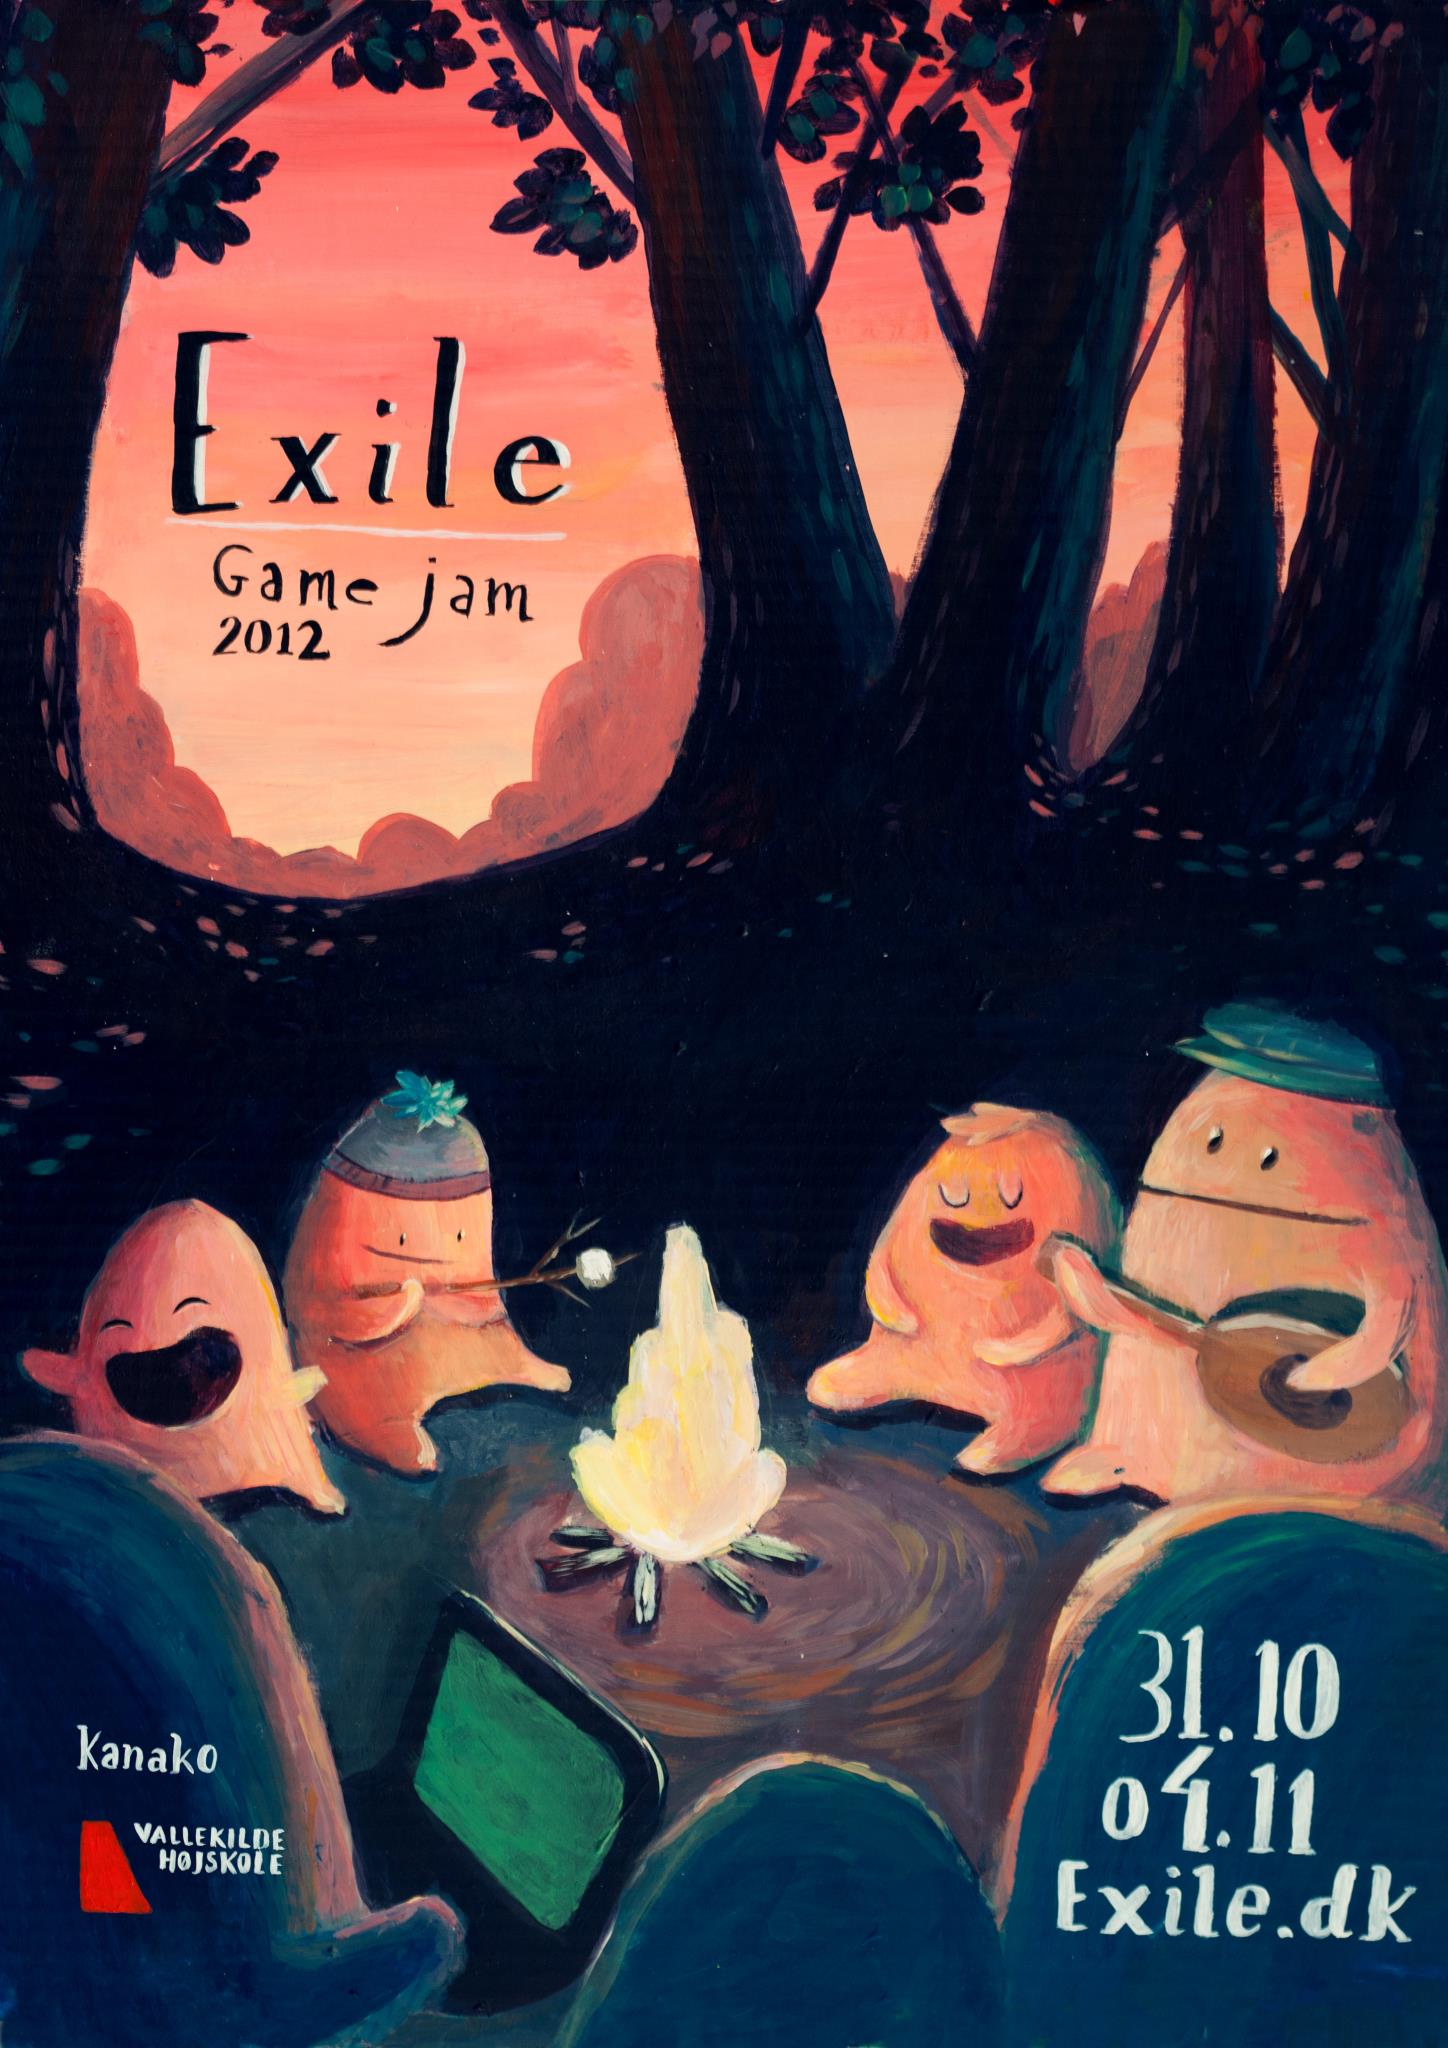 Exile
Game jam
2012
Kanako
VALLEKILDE
HØJSKOLE
31.10
04.11
Exile.dk